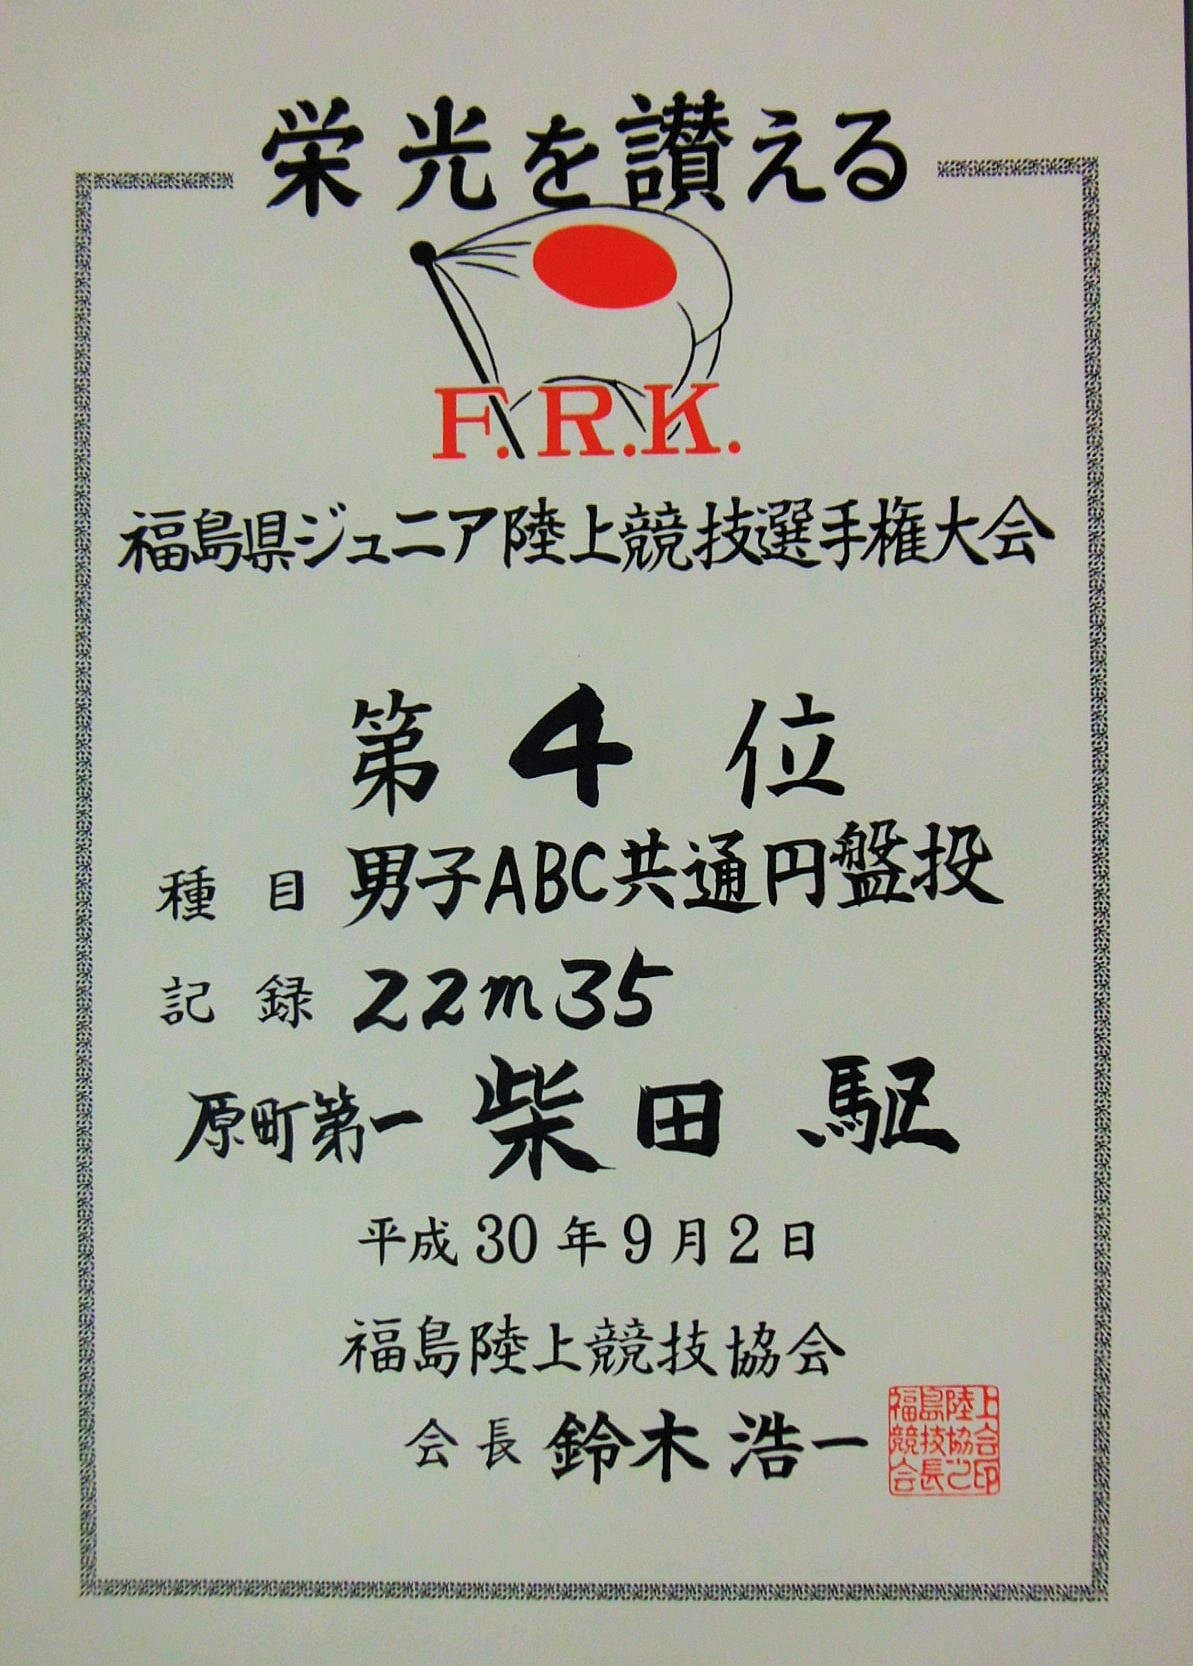 栄光を讃える
F.R.K.
福島県ジュニア陸上競技選手権大会
第 4 位
種目 男子ABC共通円盤投
記録 22m35
原町第一 柴田 駆
平成30年9月2日
福島陸上競技協会
会長 鈴木浩一
福島陸上競技協会長之印